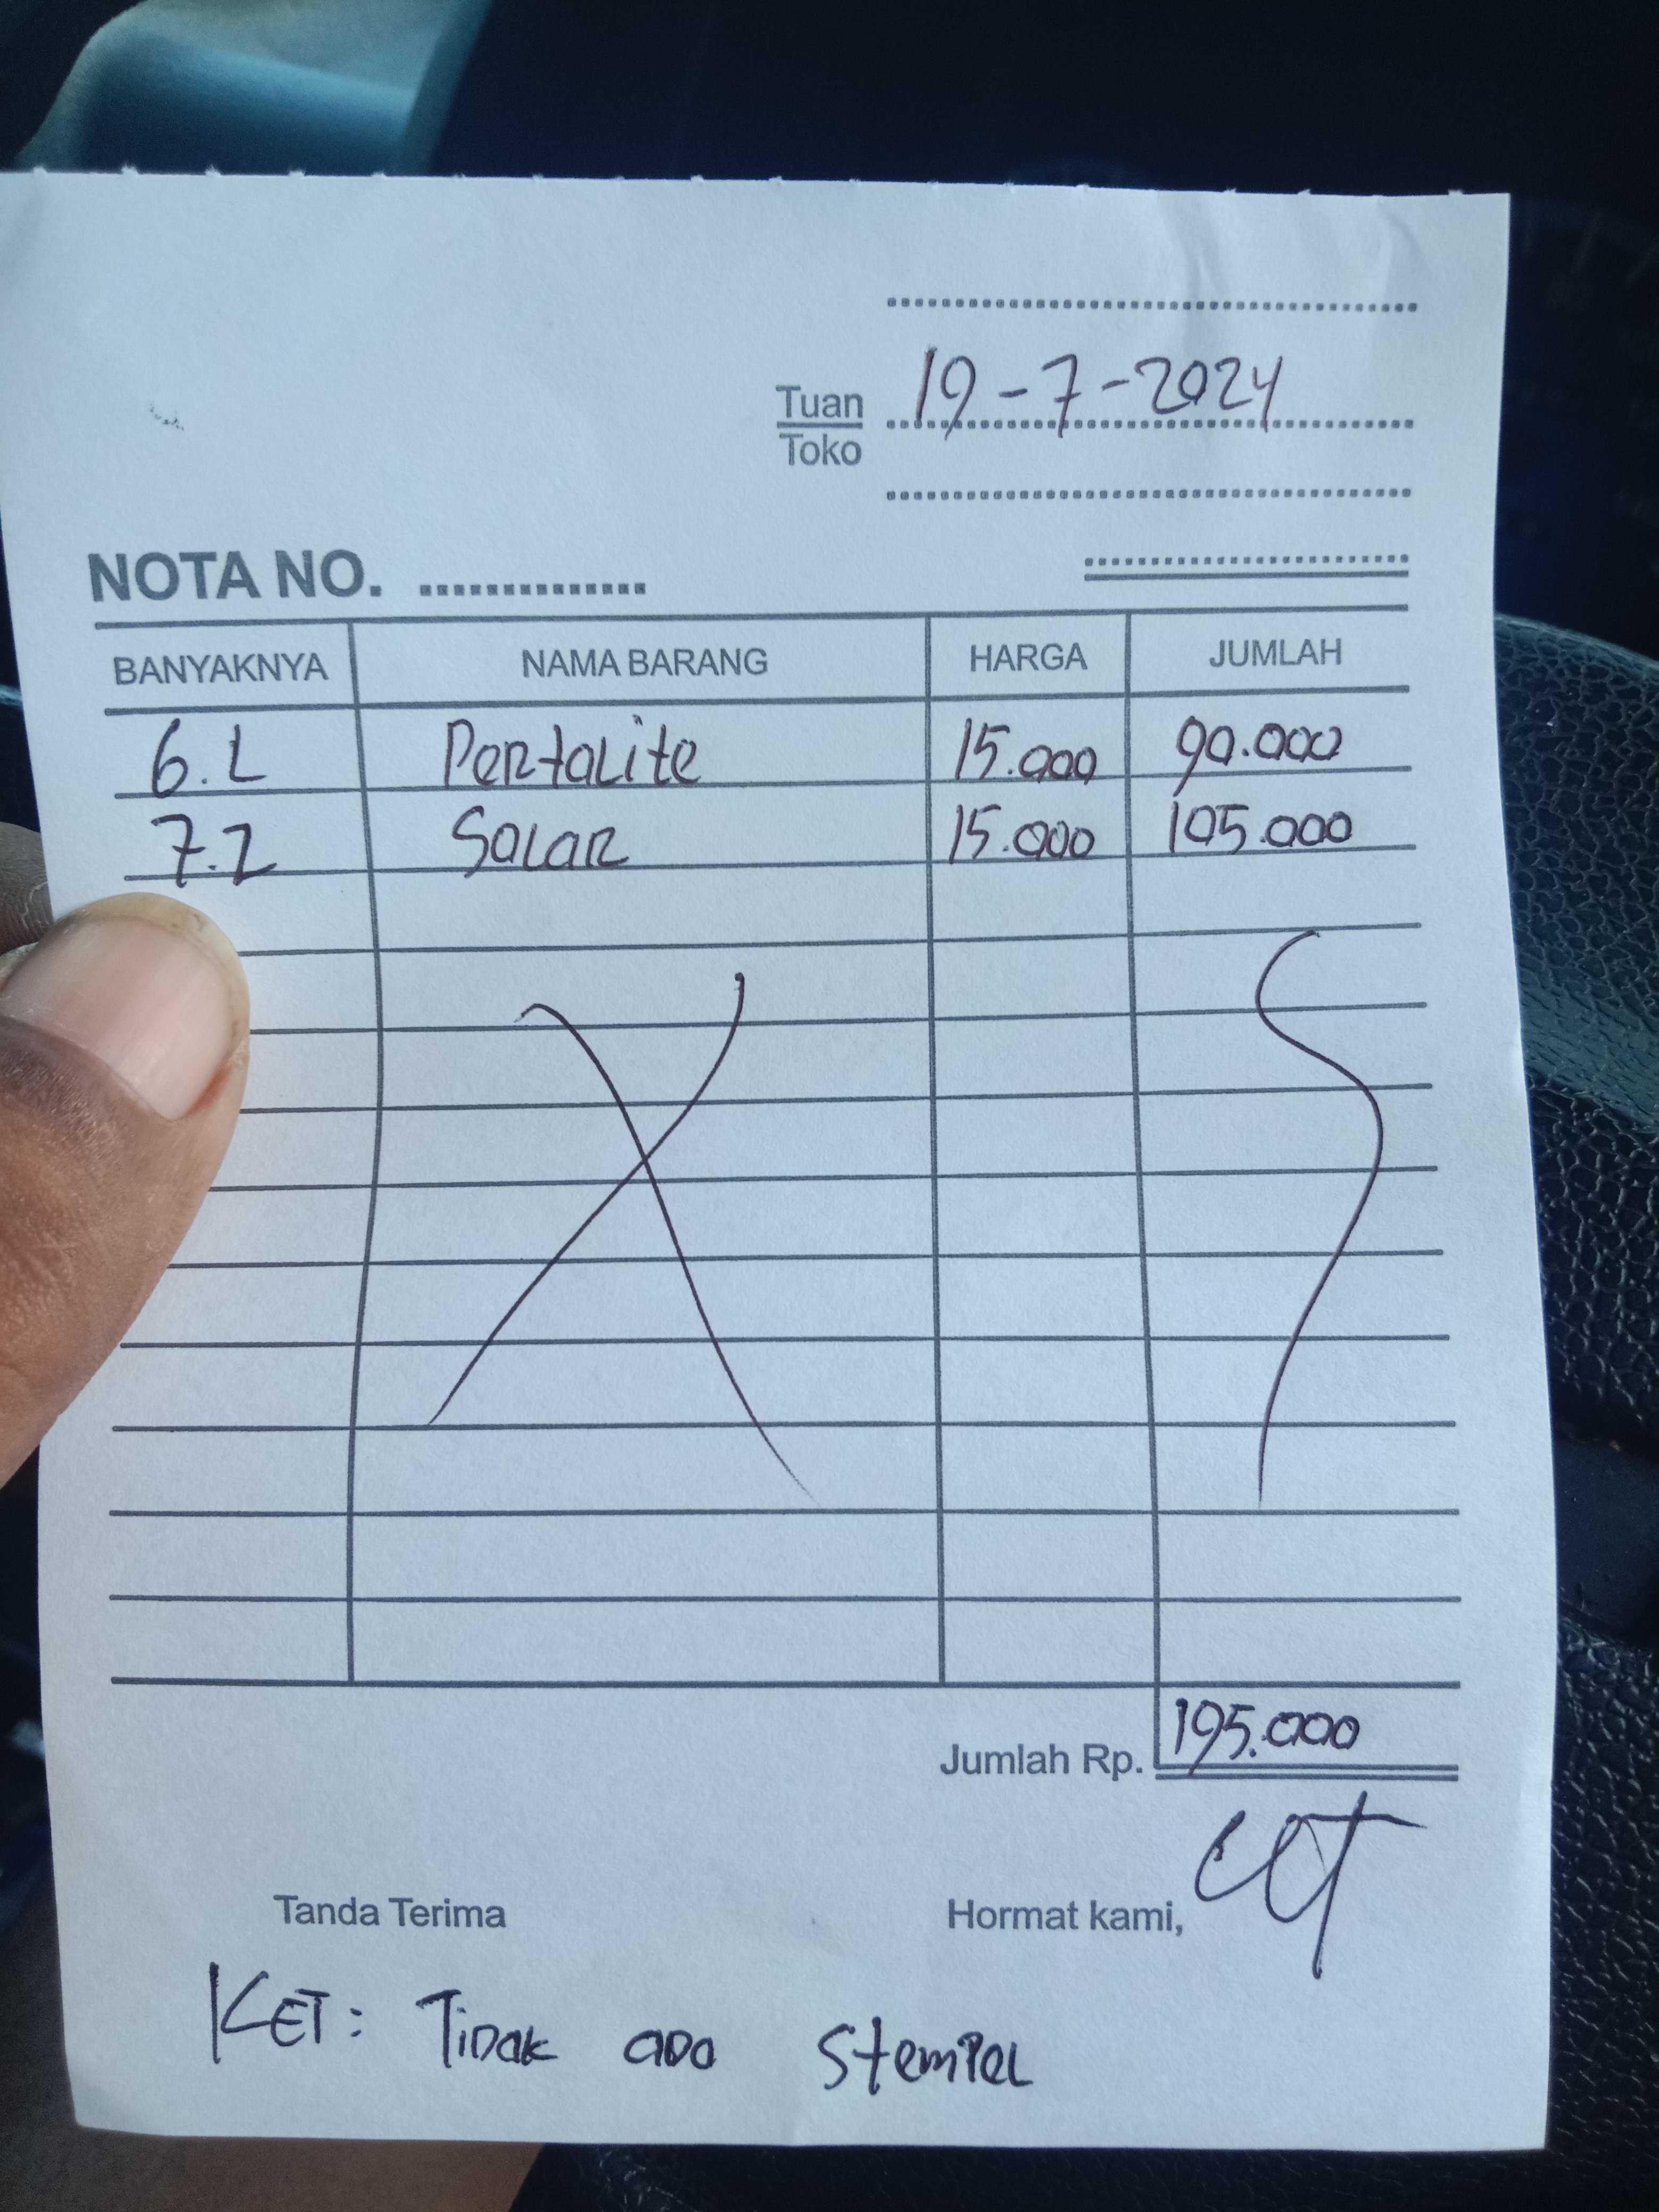 Tuan 19-7-2024
Toko
NOTA NO. ..............
BANYAKNYA NAMA BARANG HARGA JUMLAH
6.L Pertalite 15.000 90.000
7.L Solar 15.000 105.000
Jumlah Rp. 195.000
Tanda Terima Hormat kami,
KET: Tidak ada Stempel